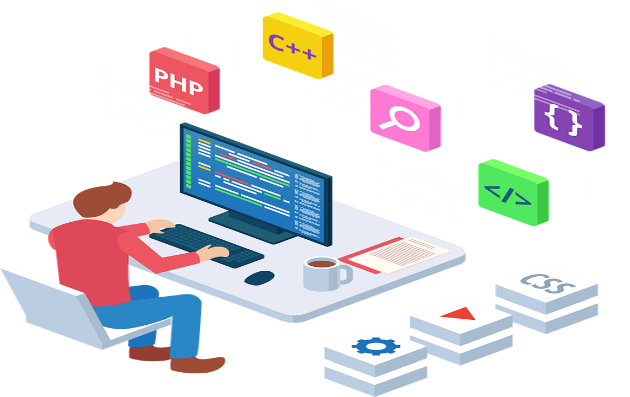 C++
PHP
{}
</>
CSS